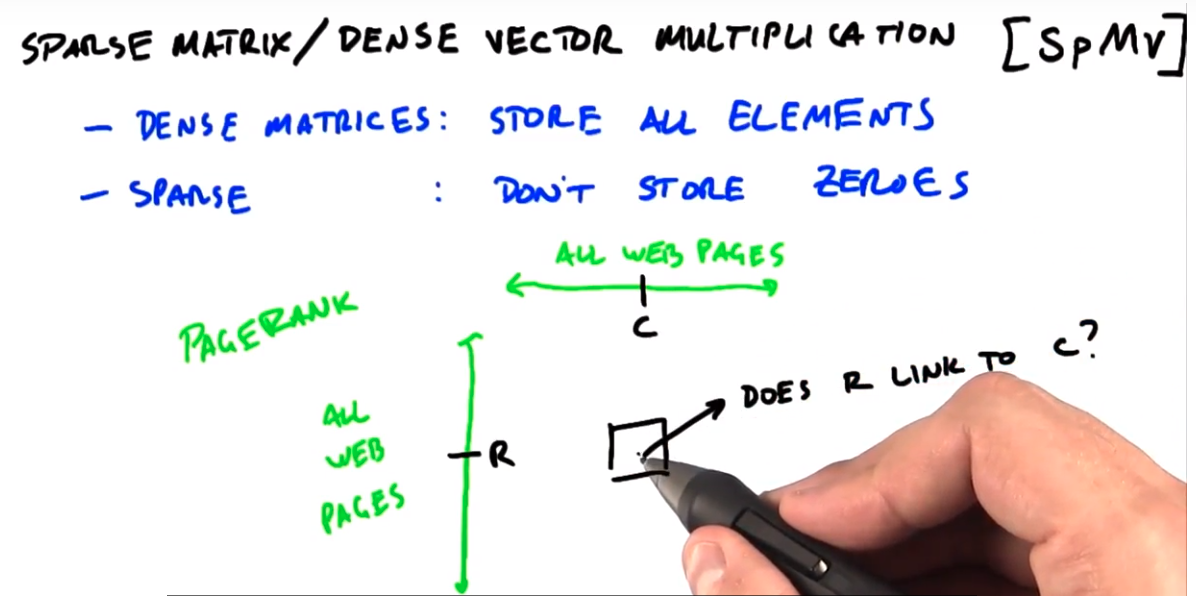 SPARSE MATRIX/DENSE VECTOR MULTIPLICATION [SpMV]
- DENSE MATRICES: STORE ALL ELEMENTS
- SPARSE : DON'T STORE ZEROES
ALL WEB PAGES
C
PAGERANK
DOES R LINK TO C?
ALL
WEB
PAGES
R